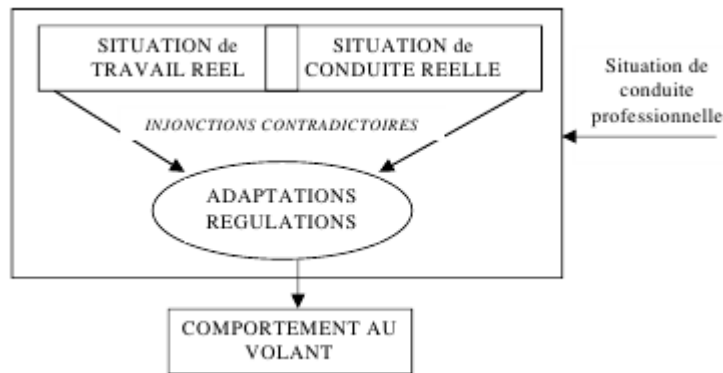 SITUATION de
TRAVAIL REEL
SITUATION de
CONDUITE REELLE
Situation de
conduite
professionnelle
INJONCTIONS CONTRADICTOIRES
ADAPTATIONS
REGULATIONS
COMPORTEMENT AU
VOLANT